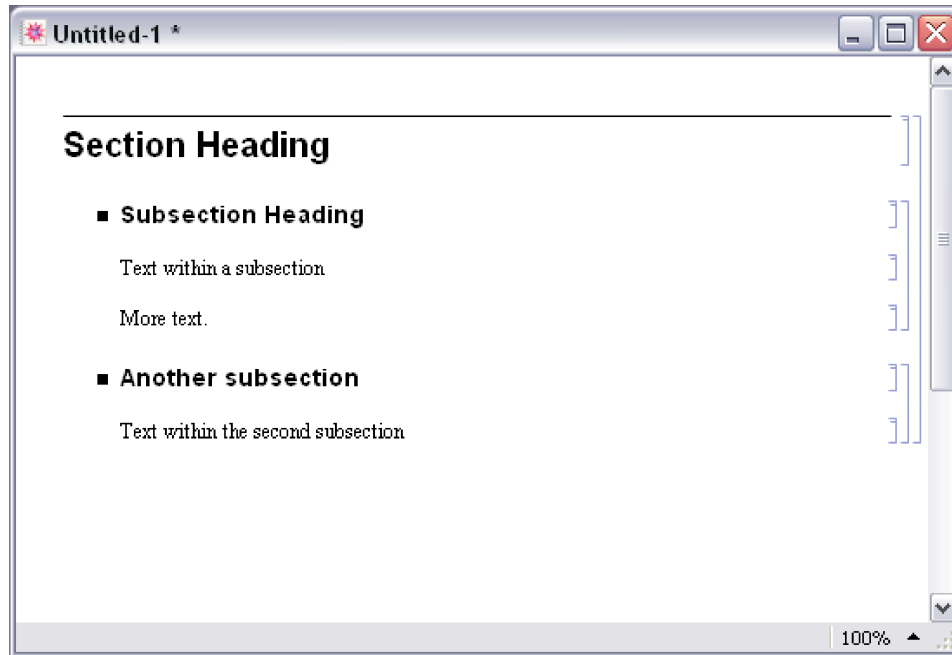 Untitled-1 *
Section Heading
Subsection Heading
Text within a subsection
More text.
Another subsection
Text within the second subsection
100%